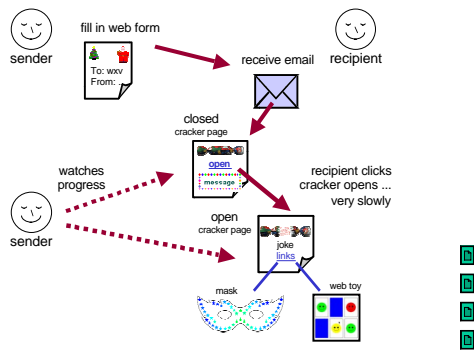 fill in web form
sender
To: wxv
From: ...
receive email
recipient
closed
cracker page
open
message
watches
progress
recipient clicks
cracker opens ...
very slowly
sender
open
cracker page
joke
links
mask
web toy